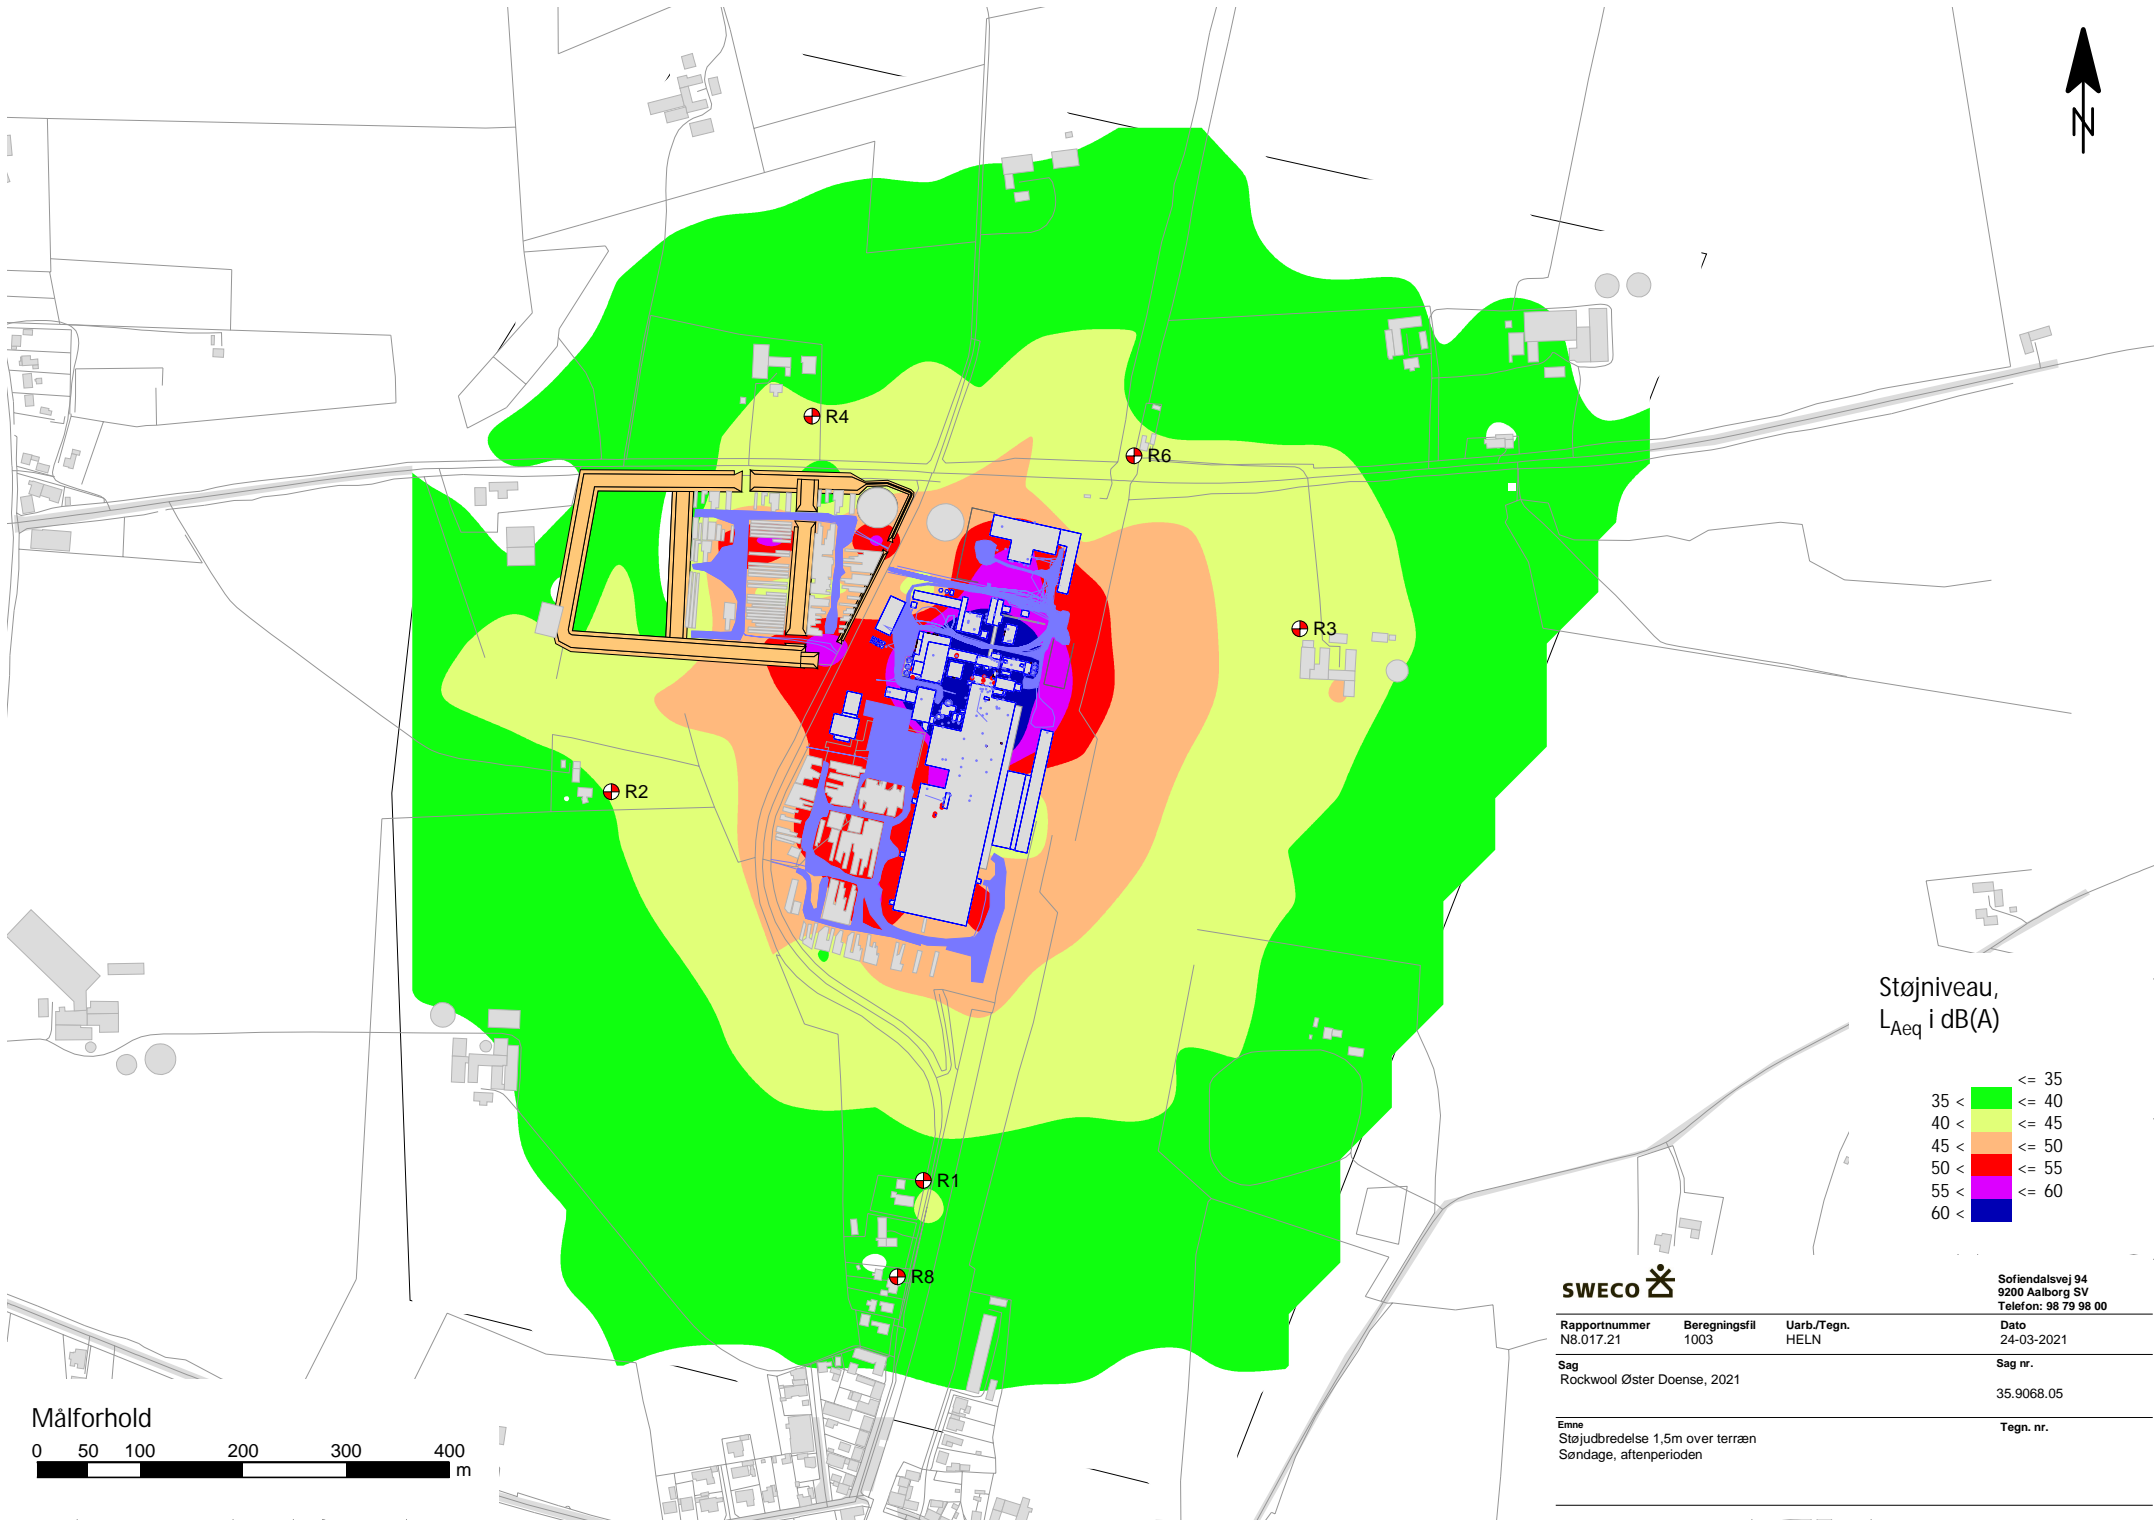 N
R4
R6
R3
R2
R1
R8
Støjniveau,
LAeq i dB(A)
<= 35
35 < <= 40
40 < <= 45
45 < <= 50
50 < <= 55
55 < <= 60
60 <
SWECO
Sofiendalsvej 94
9200 Aalborg SV
Telefon: 98 79 98 00
Rapportnummer Beregningsfil Uarb./Tegn. Dato
N8.017.21 1003 HELN 24-03-2021
Sag Sag nr.
Rockwool Øster Doense, 2021
35.9068.05
Emne Tegn. nr.
Støjudbredelse 1,5m over terræn
Søndage, aftenperioden
Målforhold
0 50 100 200 300 400
m